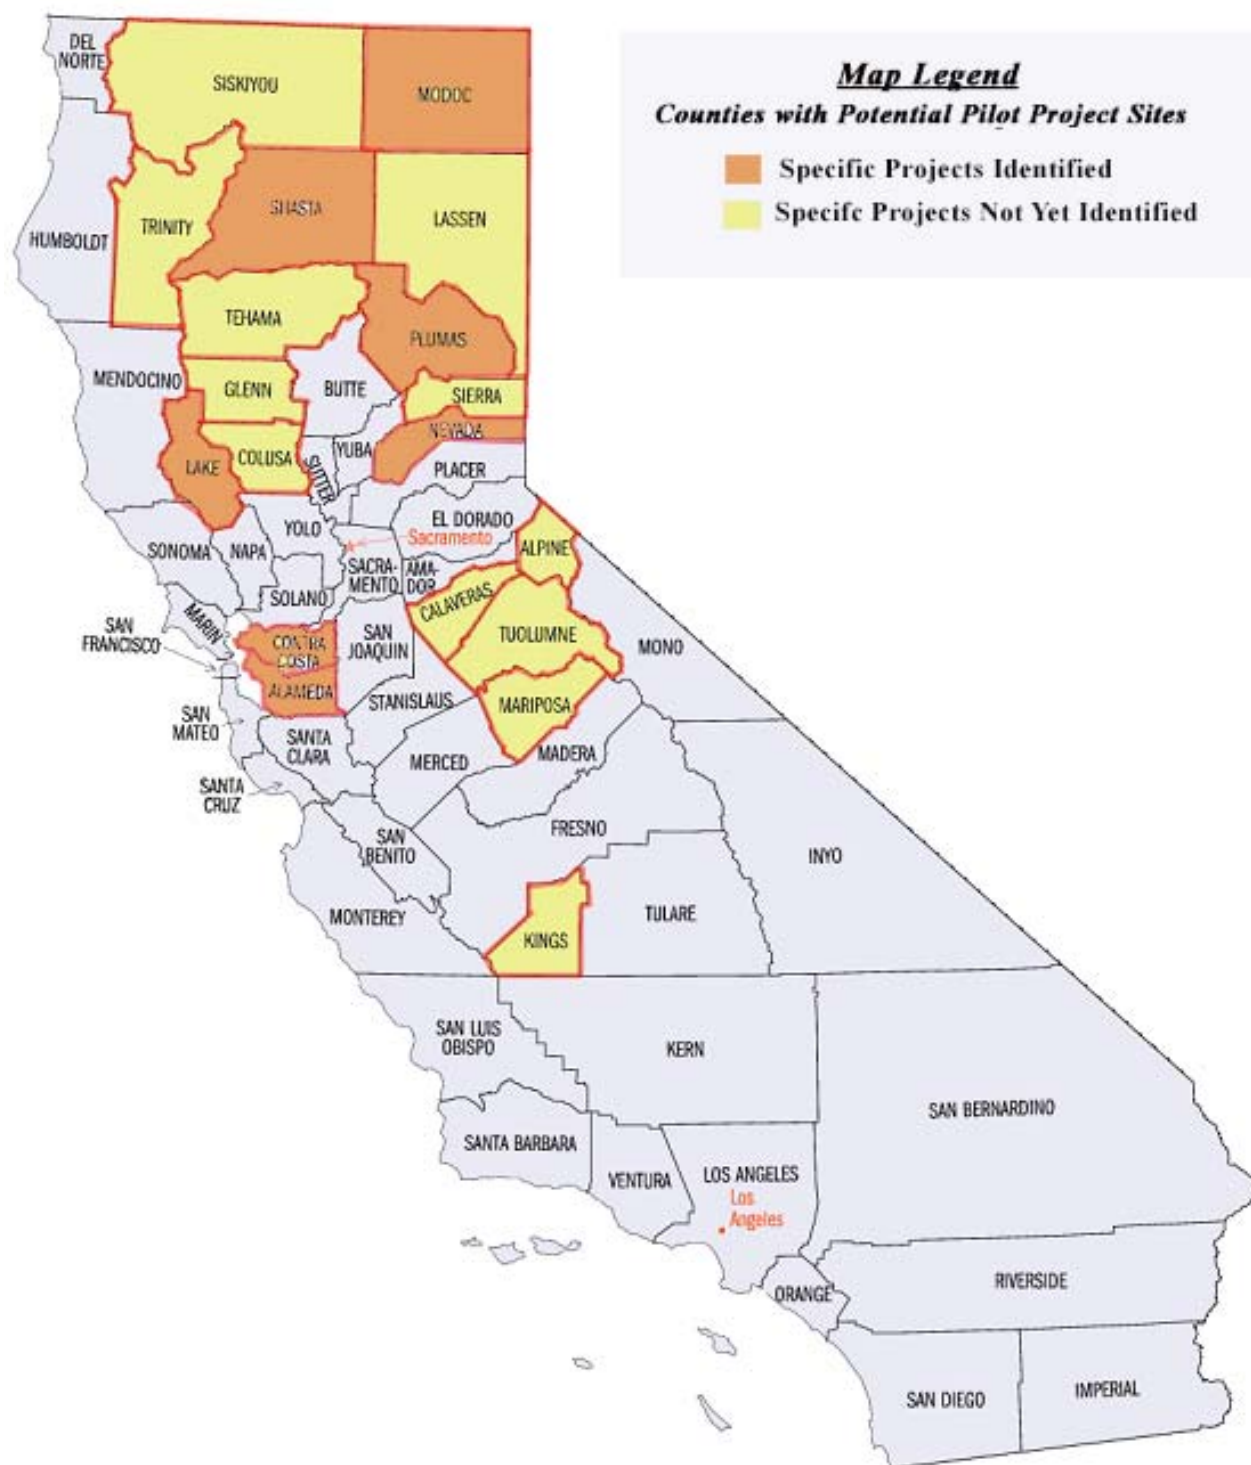 Map Legend
Counties with Potential Pilot Project Sites
Specific Projects Identified
Specifc Projects Not Yet Identified
DEL
NORTE
SISKIYOU
MODOC
HUMBOLDT
TRINITY
SHASTA
LASSEN
TEHAMA
PLUMAS
MENDOCINO
GLENN
BUTTE
SIERRA
NEVADA
LAKE
COLUSA
SUTTER
YUBA
PLACER
SONOMA
NAPA
YOLO
EL DORADO
Sacramento
ALPINE
SACRA-
MENTO
AMA-
DOR
SOLANO
CALAVERAS
MARIN
SAN
FRANCISCO
CONTRA
COSTA
SAN
JOAQUIN
TUOLUMNE
MONO
ALAMEDA
STANISLAUS
MARIPOSA
SAN
MATEO
SANTA
CLARA
MERCED
MADERA
SANTA
CRUZ
SAN
BENITO
FRESNO
INYO
MONTEREY
KINGS
TULARE
SAN LUIS
OBISPO
KERN
SAN BERNARDINO
SANTA BARBARA
VENTURA
LOS ANGELES
Los
Angeles
ORANGE
RIVERSIDE
SAN DIEGO
IMPERIAL